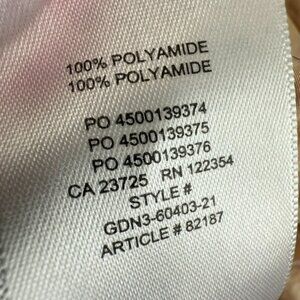 100% POLYAMIDE
100% POLYAMIDE
PO 4500139374
PO 4500139375
PO 4500139376
CA 23725 RN 122354
STYLE #
GDN3-60403-21
ARTICLE # 82187